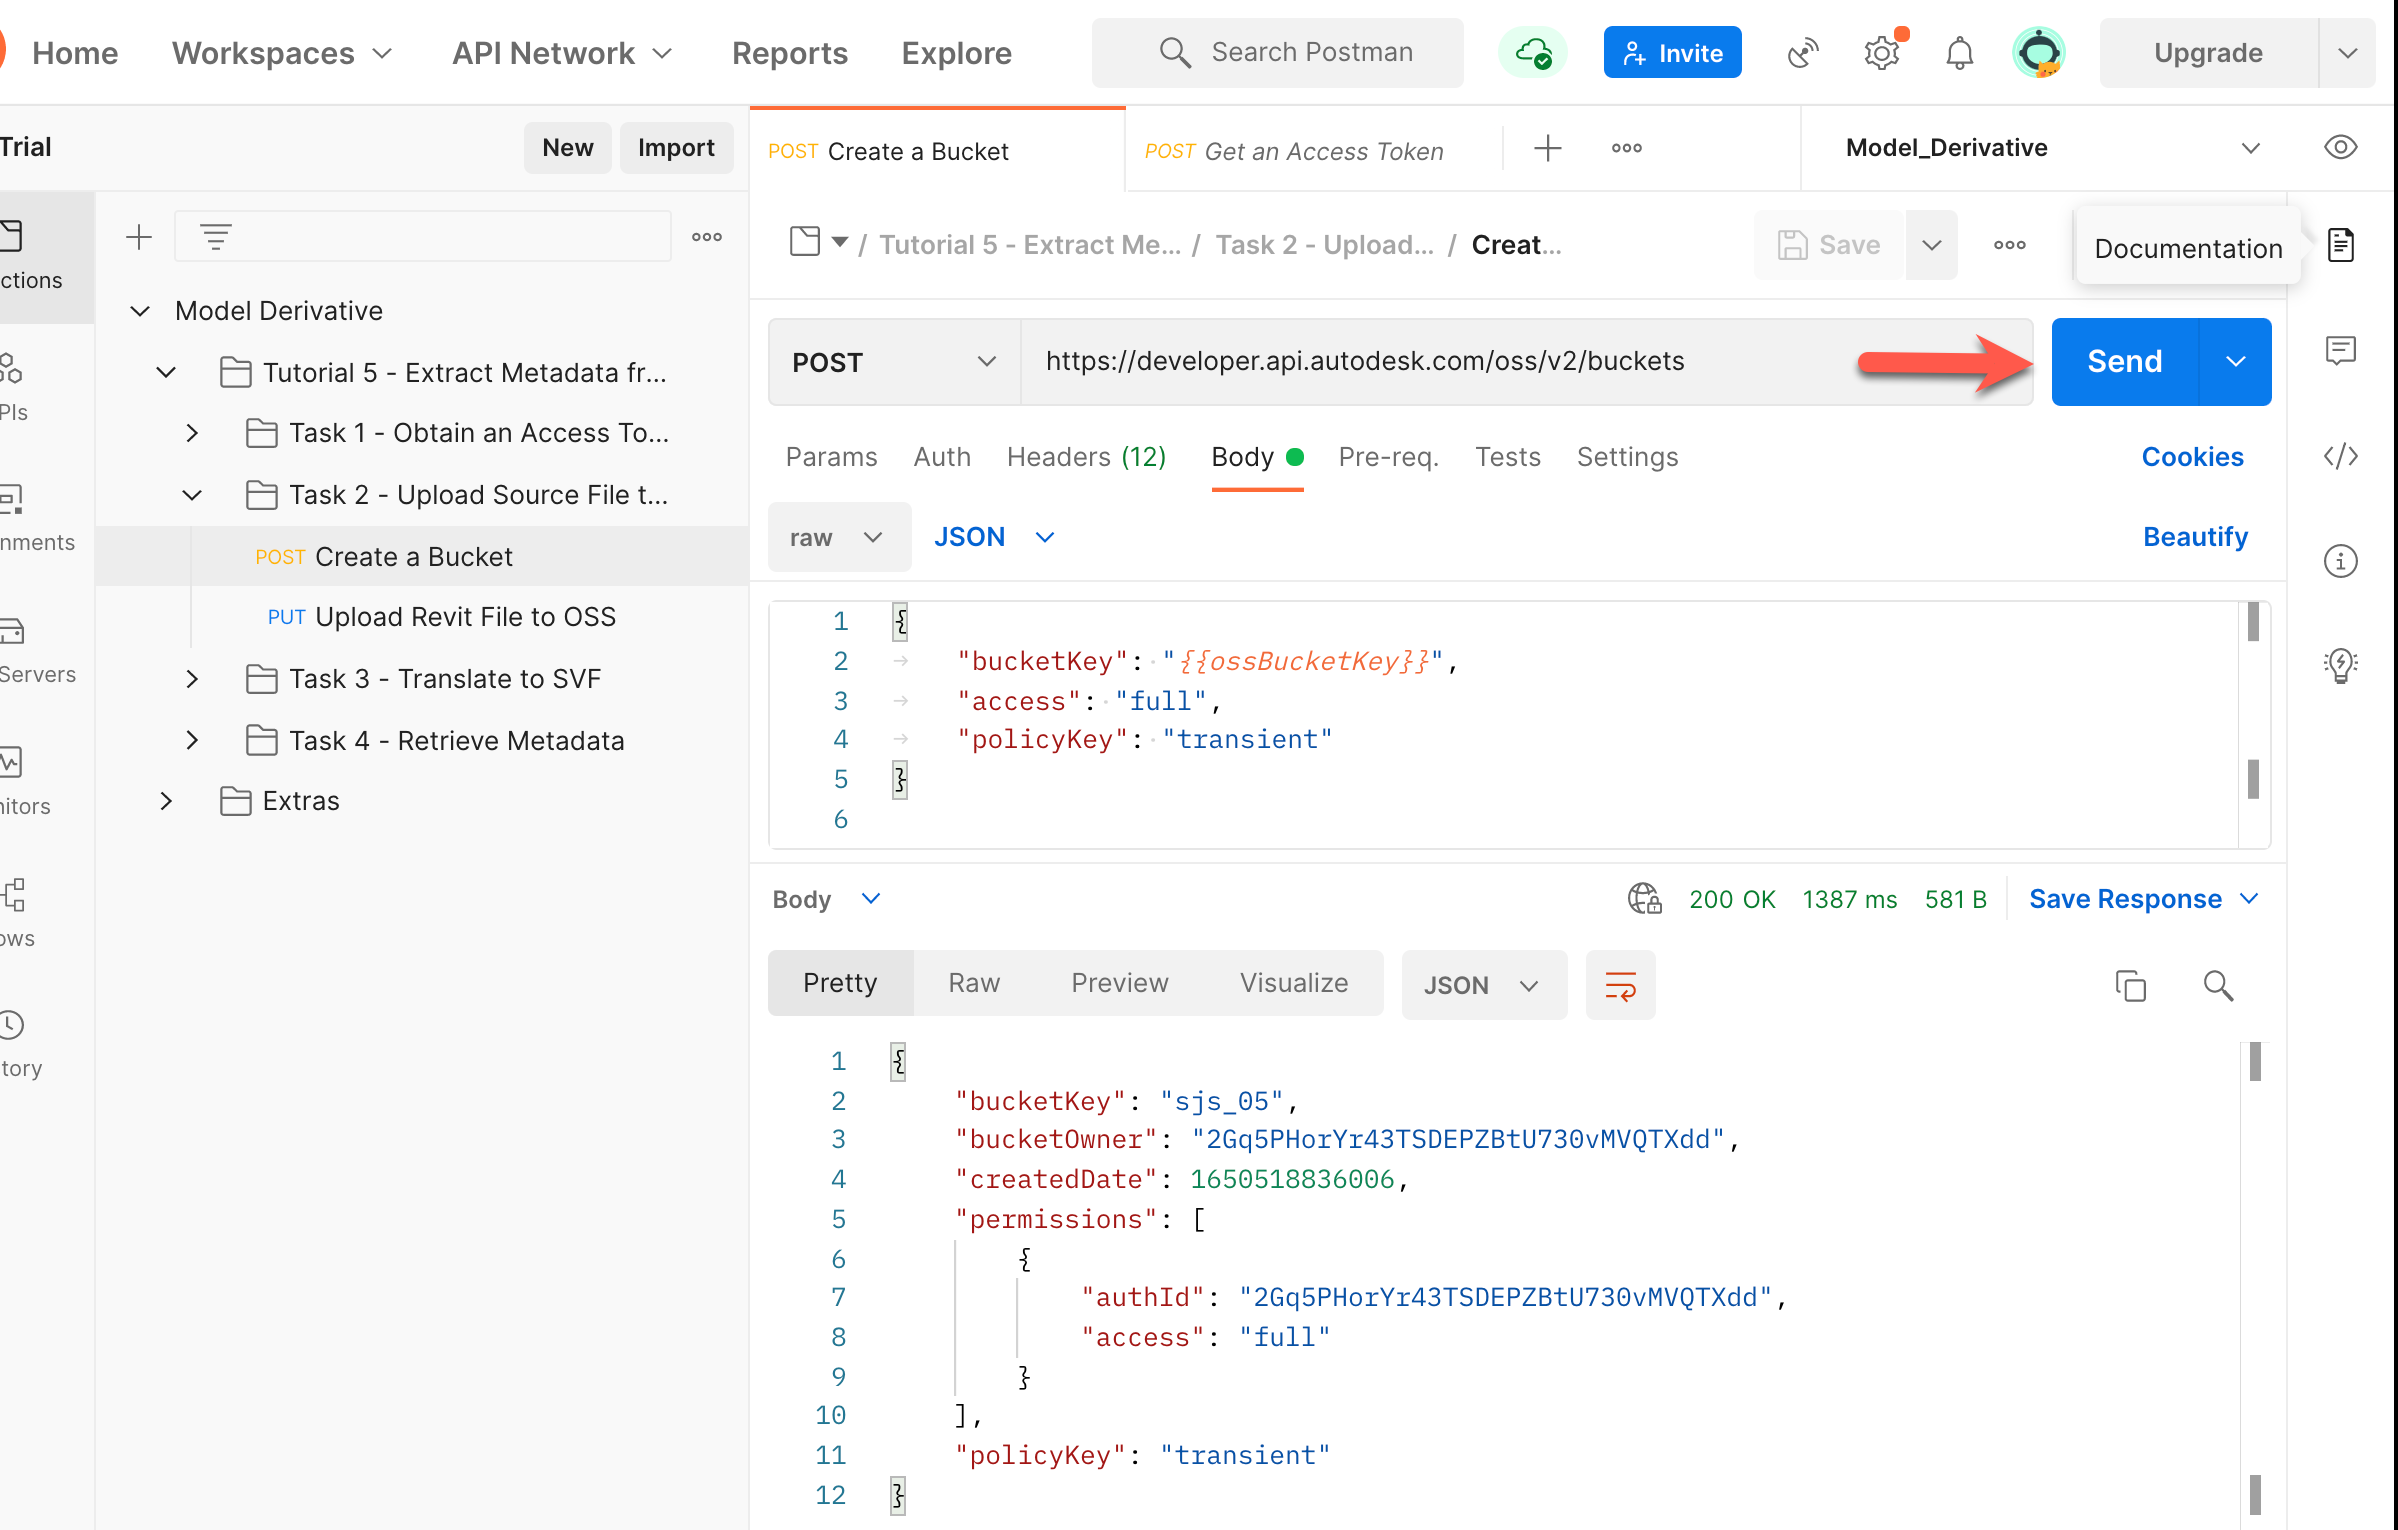 Home Workspaces API Network Reports Explore Search Postman Invite Upgrade
Trial New Import
POST Create a Bucket POST Get an Access Token ooo Model_Derivative
ctions
ooo
/ Tutorial 5 - Extract Me... / Task 2 - Upload... / Creat... Save ooo Documentation
Model Derivative
Tutorial 5 - Extract Metadata fr...
PIs
Task 1 - Obtain an Access To...
Task 2 - Upload Source File t...
nments
POST Create a Bucket
PUT Upload Revit File to OSS
Servers
Task 3 - Translate to SVF
Task 4 - Retrieve Metadata
Extras
nitors
ows
tory
POST https://developer.api.autodesk.com/oss/v2/buckets Send
Params Auth Headers (12) Body Pre-req. Tests Settings Cookies
raw JSON Beautify
1 {
2 "bucketKey": "{{ossBucketKey}}",
3 "access": "full",
4 "policyKey": "transient"
5 }
6
Body 200 OK 1387 ms 581 B Save Response
Pretty Raw Preview Visualize JSON
1 {
2 "bucketKey": "sjs_05",
3 "bucketOwner": "2Gq5PHorYr43TSDEPZBtU730vMVQTXdd",
4 "createdDate": 1650518836006,
5 "permissions": [
6 {
7 "authId": "2Gq5PHorYr43TSDEPZBtU730vMVQTXdd",
8 "access": "full"
9 }
10 ],
11 "policyKey": "transient"
12 }